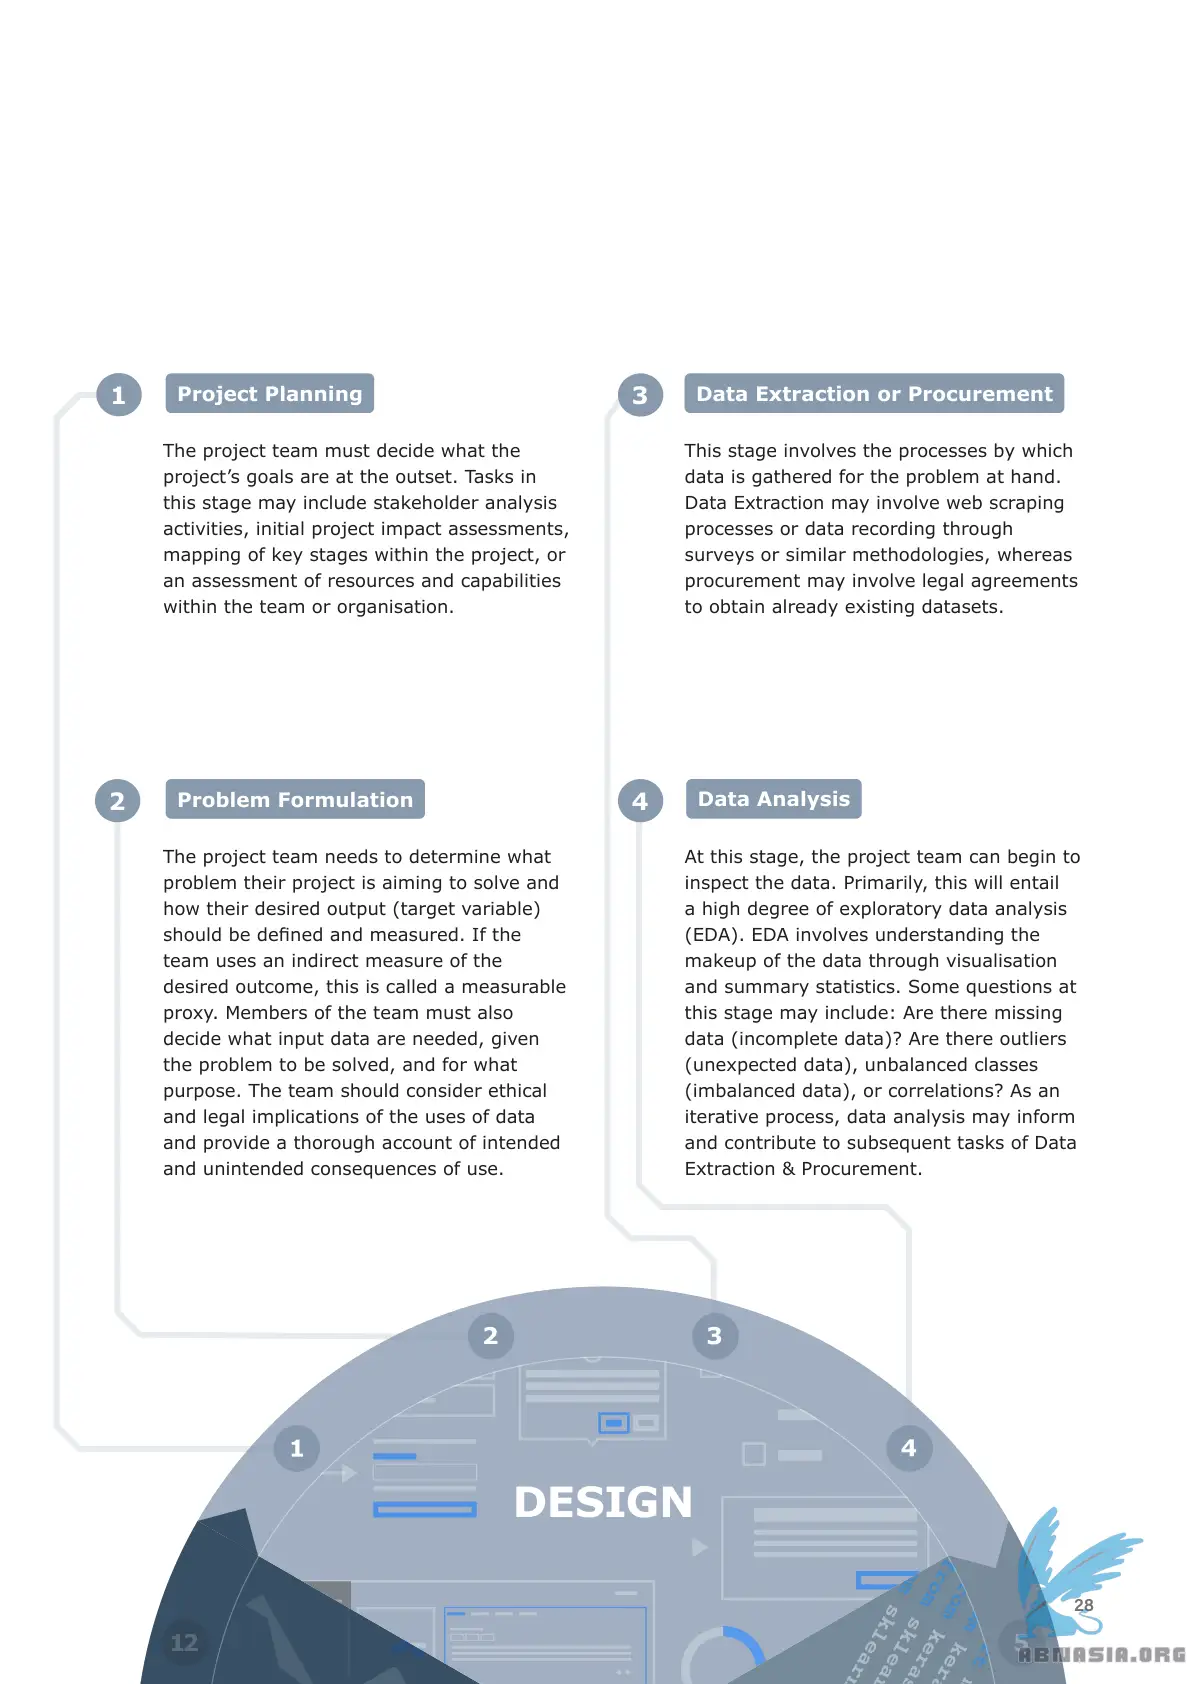 1
Project Planning
The project team must decide what the
project’s goals are at the outset. Tasks in
this stage may include stakeholder analysis
activities, initial project impact assessments,
mapping of key stages within the project, or
an assessment of resources and capabilities
within the team or organisation.
2
Problem Formulation
The project team needs to determine what
problem their project is aiming to solve and
how their desired output (target variable)
should be defined and measured. If the
team uses an indirect measure of the
desired outcome, this is called a measurable
proxy. Members of the team must also
decide what input data are needed, given
the problem to be solved, and for what
purpose. The team should consider ethical
and legal implications of the uses of data
and provide a thorough account of intended
and unintended consequences of use.
3
Data Extraction or Procurement
This stage involves the processes by which
data is gathered for the problem at hand.
Data Extraction may involve web scraping
processes or data recording through
surveys or similar methodologies, whereas
procurement may involve legal agreements
to obtain already existing datasets.
4
Data Analysis
At this stage, the project team can begin to
inspect the data. Primarily, this will entail
a high degree of exploratory data analysis
(EDA). EDA involves understanding the
makeup of the data through visualisation
and summary statistics. Some questions at
this stage may include: Are there missing
data (incomplete data)? Are there outliers
(unexpected data), unbalanced classes
(imbalanced data), or correlations? As an
iterative process, data analysis may inform
and contribute to subsequent tasks of Data
Extraction & Procurement.
2
3
1
4
DESIGN
12
5
28
ABNASIA.ORG